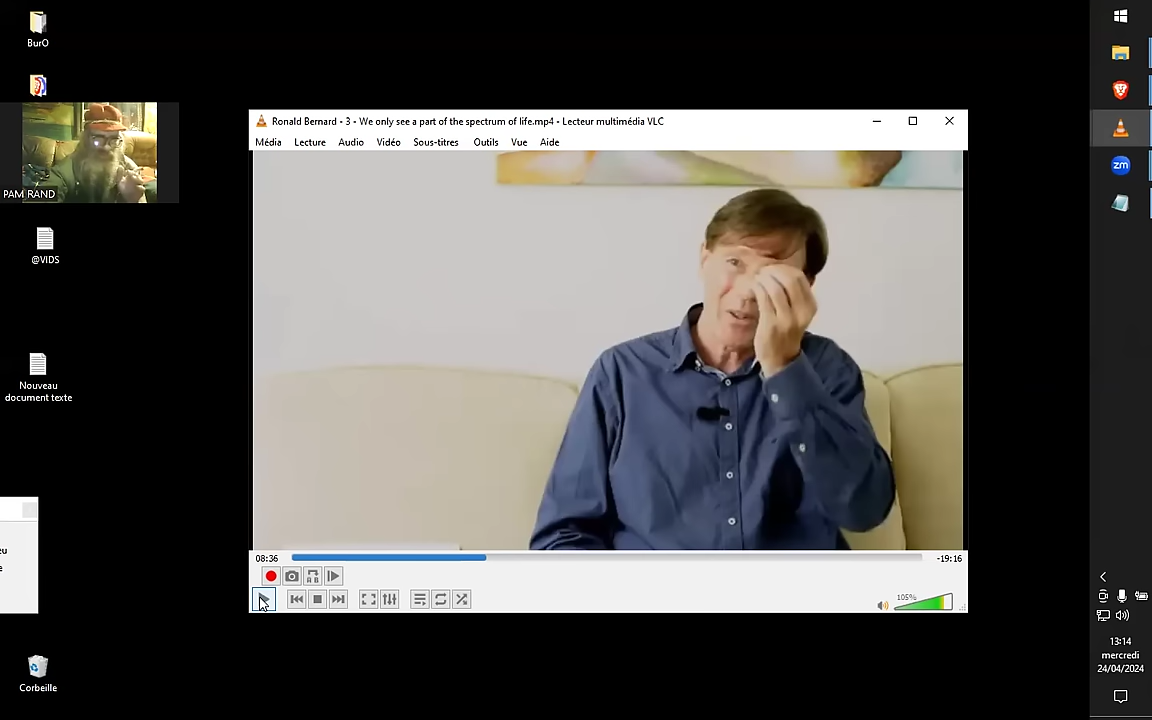 BurO
PAM RAND
@VIDS
Nouveau
document texte
eu
e
Corbeille
Ronald Bernard - 3 - We only see a part of the spectrum of life.mp4 - Lecteur multimédia VLC
Média Lecture Audio Vidéo Sous-titres Outils Vue Aide
08:36
-19:16
A B
105%
zm
13:14
mercredi
24/04/2024